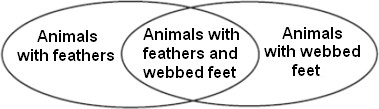 Animals
with feathers
Animals with
feathers and
webbed feet
Animals
with webbed
feet